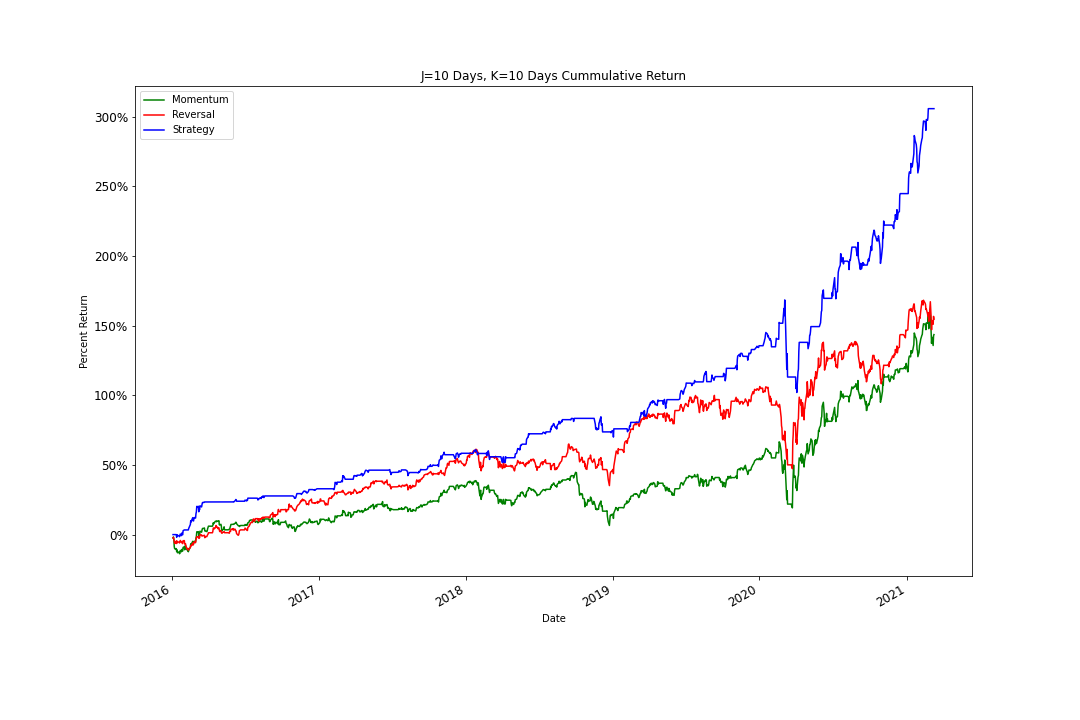 J=10 Days, K=10 Days Cummulative Return
Momentum
Reversal
Strategy
300%
250%
200%
150%
100%
50%
0%
Percent Return
2016
2017
2018
2019
2020
2021
Date